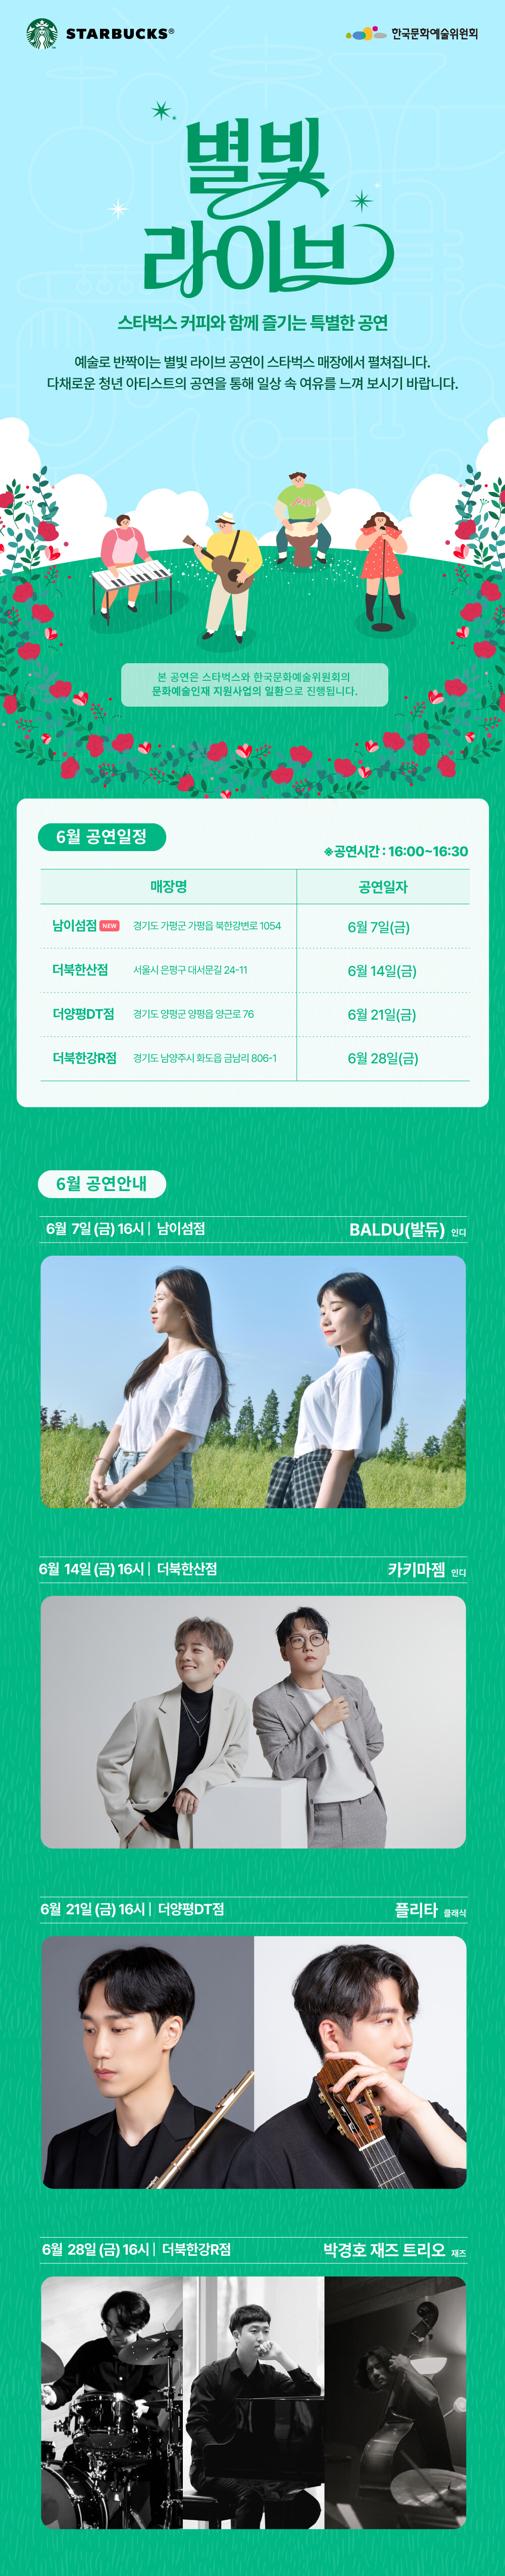 STARBUCKS®
한국문화예술위원회
별빛
라이브
스타벅스 커피와 함께 즐기는 특별한 공연
예술로 반짝이는 별빛 라이브 공연이 스타벅스 매장에서 펼쳐집니다.
다채로운 청년 아티스트의 공연을 통해 일상 속 여유를 느껴 보시기 바랍니다.
본 공연은 스타벅스와 한국문화예술위원회의
문화예술인재 지원사업의 일환으로 진행됩니다.
6월 공연일정
※공연시간 : 16:00~16:30
매장명 공연일자
남이섬점 NEW 경기도 가평군 가평읍 북한강변로 1054 6월 7일(금)
더북한산점 서울시 은평구 대서문길 24-11 6월 14일(금)
더양평DT점 경기도 양평군 양평읍 양근로 76 6월 21일(금)
더북한강R점 경기도 남양주시 화도읍 금남리 806-1 6월 28일(금)
6월 공연안내
6월 7일 (금) 16시 | 남이섬점 BALDU(발듀) 인디
6월 14일 (금) 16시 | 더북한산점 카키마젬 인디
6월 21일 (금) 16시 | 더양평DT점 플리타 클래식
6월 28일 (금) 16시 | 더북한강R점 박경호 재즈 트리오 재즈